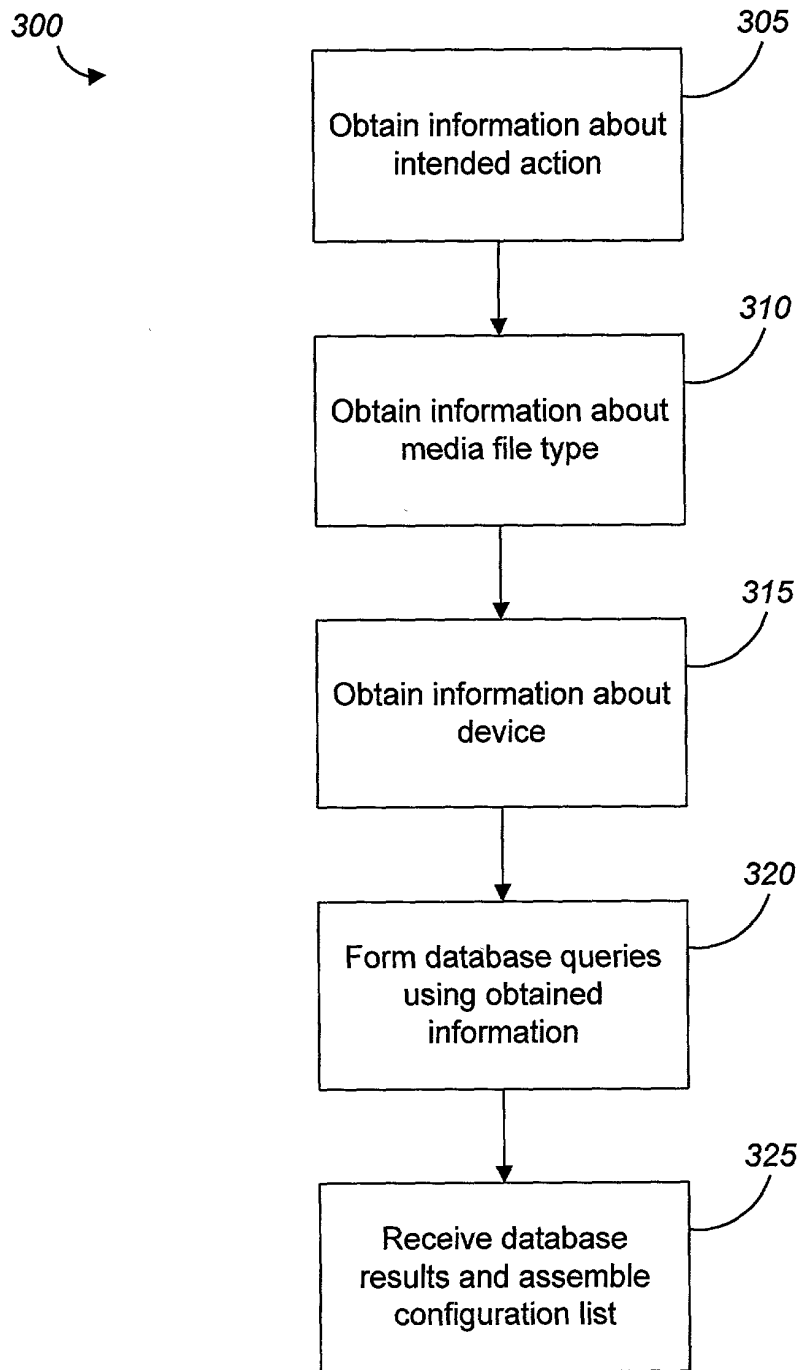 300
305
Obtain information about
intended action
310
Obtain information about
media file type
315
Obtain information about
device
320
Form database queries
using obtained
information
325
Receive database
results and assemble
configuration list